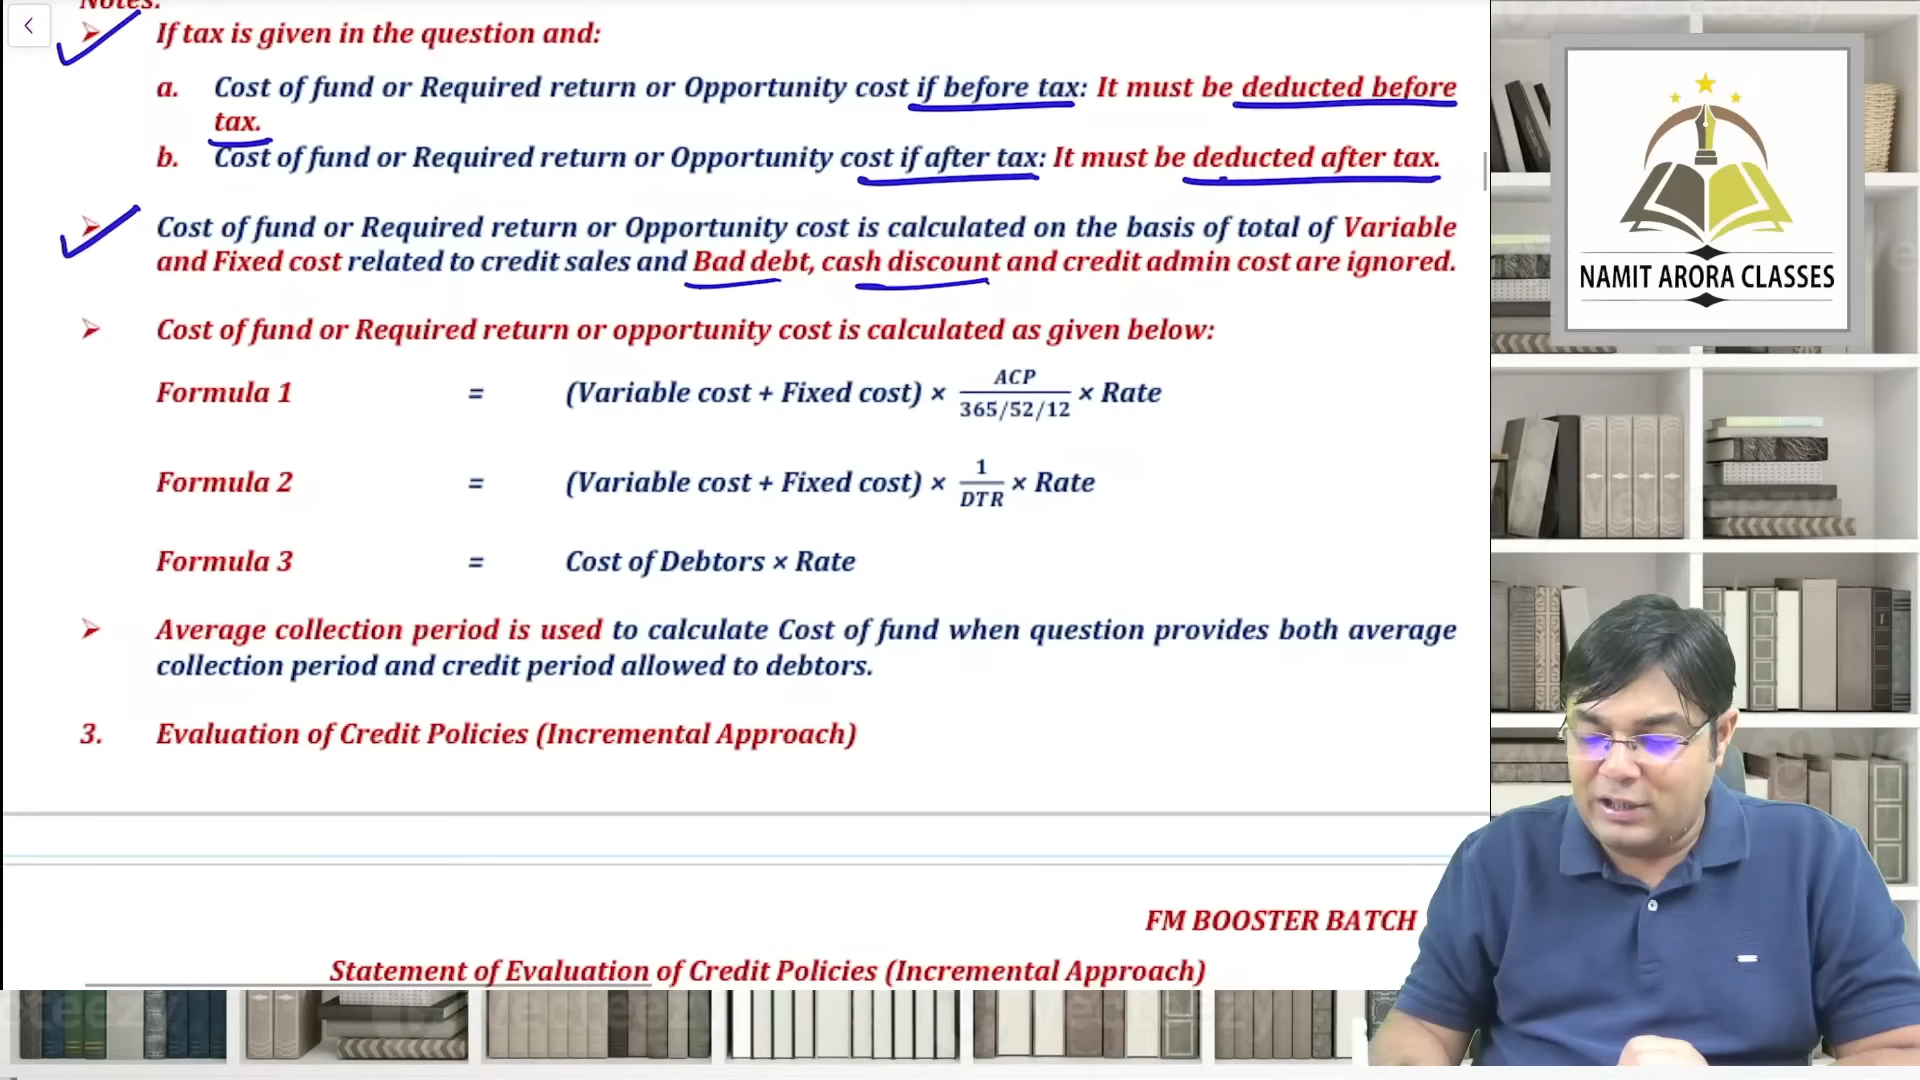 Notes:
➢ If tax is given in the question and:
a. Cost of fund or Required return or Opportunity cost if before tax: It must be deducted before
tax.
b. Cost of fund or Required return or Opportunity cost if after tax: It must be deducted after tax.
➢ Cost of fund or Required return or Opportunity cost is calculated on the basis of total of Variable
and Fixed cost related to credit sales and Bad debt, cash discount and credit admin cost are ignored.
➢ Cost of fund or Required return or opportunity cost is calculated as given below:
Formula 1 = (Variable cost + Fixed cost) × ACP / 365/52/12 × Rate
Formula 2 = (Variable cost + Fixed cost) × 1 / DTR × Rate
Formula 3 = Cost of Debtors × Rate
➢ Average collection period is used to calculate Cost of fund when question provides both average
collection period and credit period allowed to debtors.
3. Evaluation of Credit Policies (Incremental Approach)
FM BOOSTER BATCH
Statement of Evaluation of Credit Policies (Incremental Approach)
NAMIT ARORA CLASSES